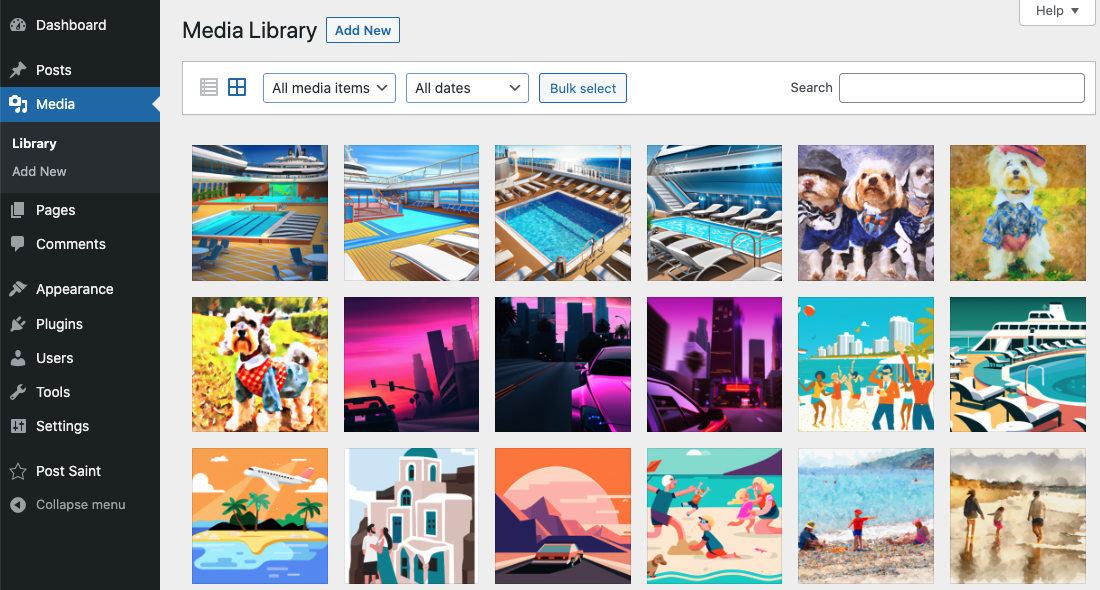 Dashboard
Posts
Media
Library
Add New
Pages
Comments
Appearance
Plugins
Users
Tools
Settings
Post Saint
Collapse menu
Help
Media Library
Add New
All media items
All dates
Bulk select
Search